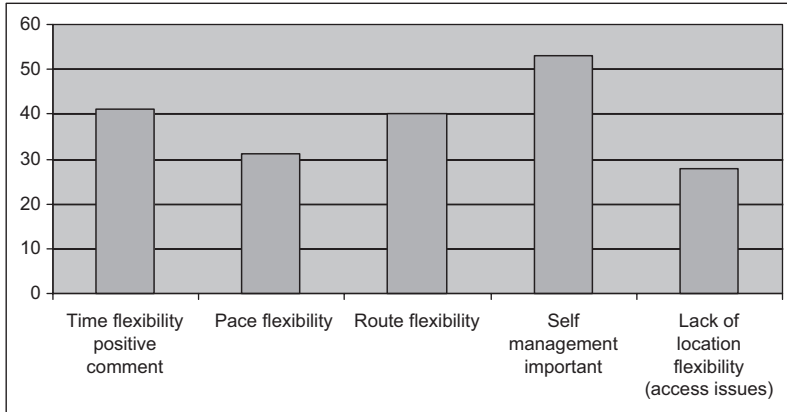 60
50
40
30
20
10
0
Time flexibility
positive
comment
Pace flexibility
Route flexibility
Self
management
important
Lack of
location
flexibility
(access issues)